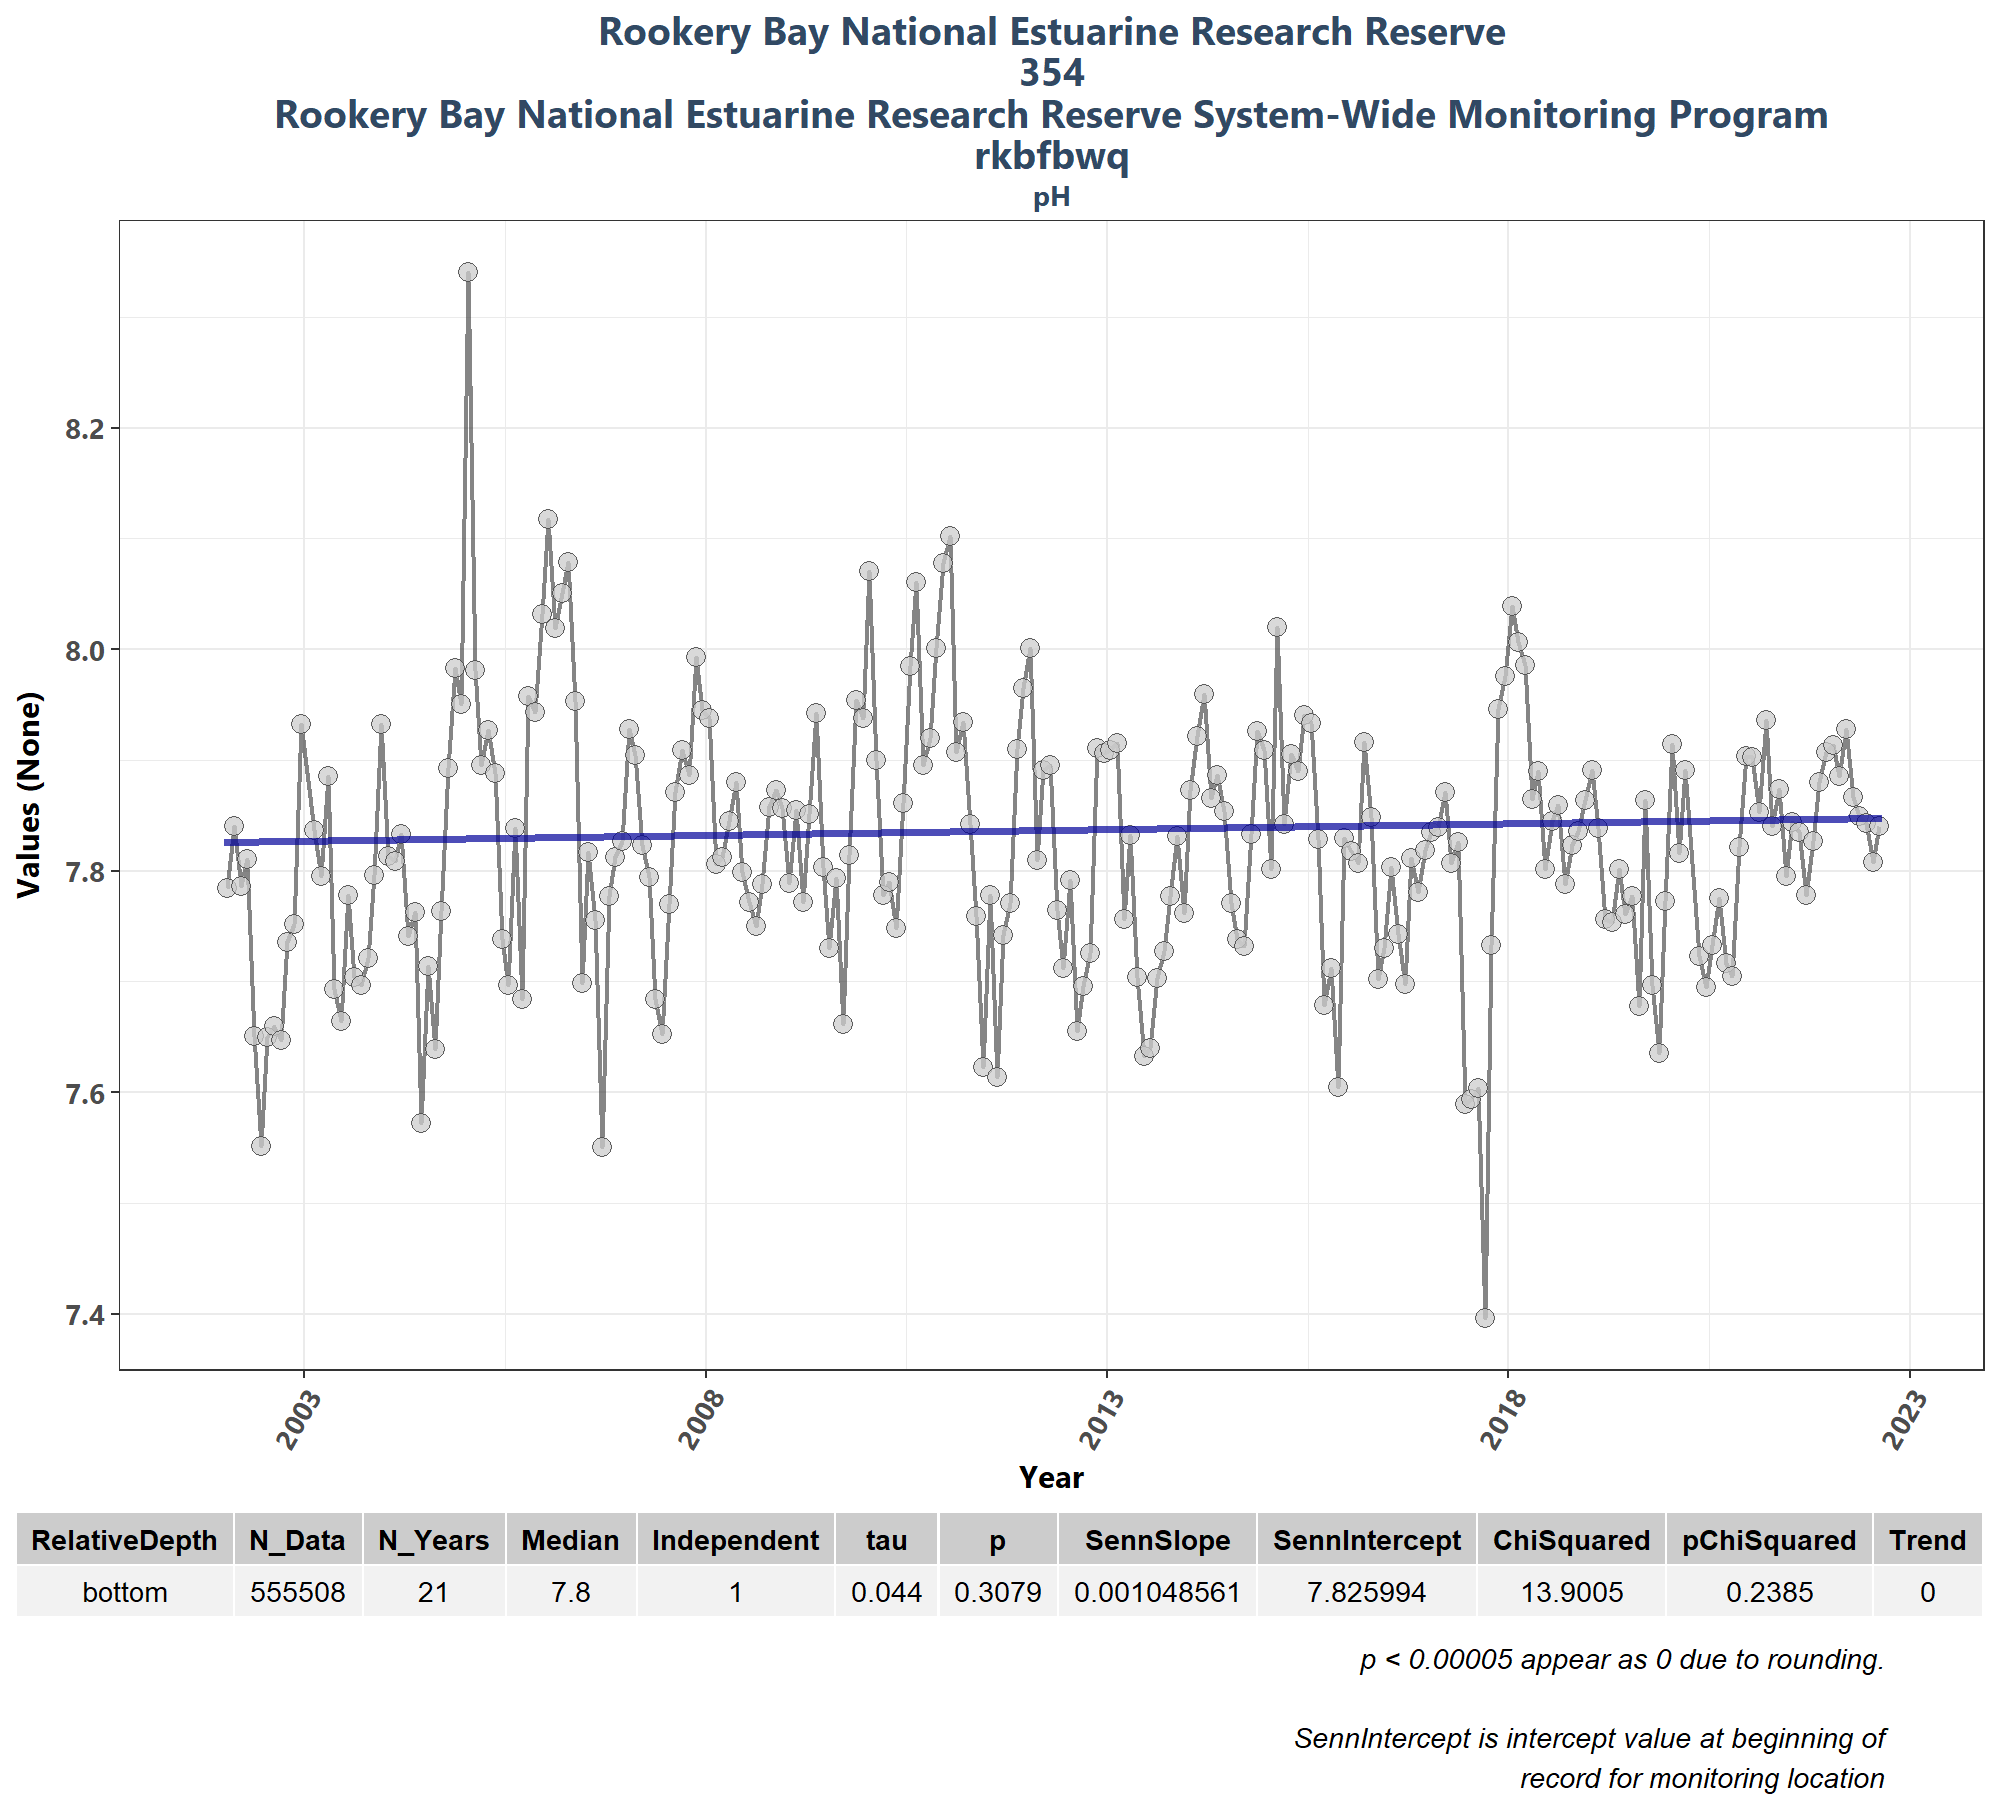 Rookery Bay National Estuarine Research Reserve
354
Rookery Bay National Estuarine Research Reserve System-Wide Monitoring Program
rkbfbwq
pH
Values (None)
8.2
8.0
7.8
7.6
7.4
2003 2008 2013 2018 2023
Year
RelativeDepth N_Data N_Years Median Independent tau p SennSlope SennIntercept ChiSquared pChiSquared Trend
bottom 555508 21 7.8 1 0.044 0.3079 0.001048561 7.825994 13.9005 0.2385 0
p < 0.00005 appear as 0 due to rounding.
SennIntercept is intercept value at beginning of
record for monitoring location